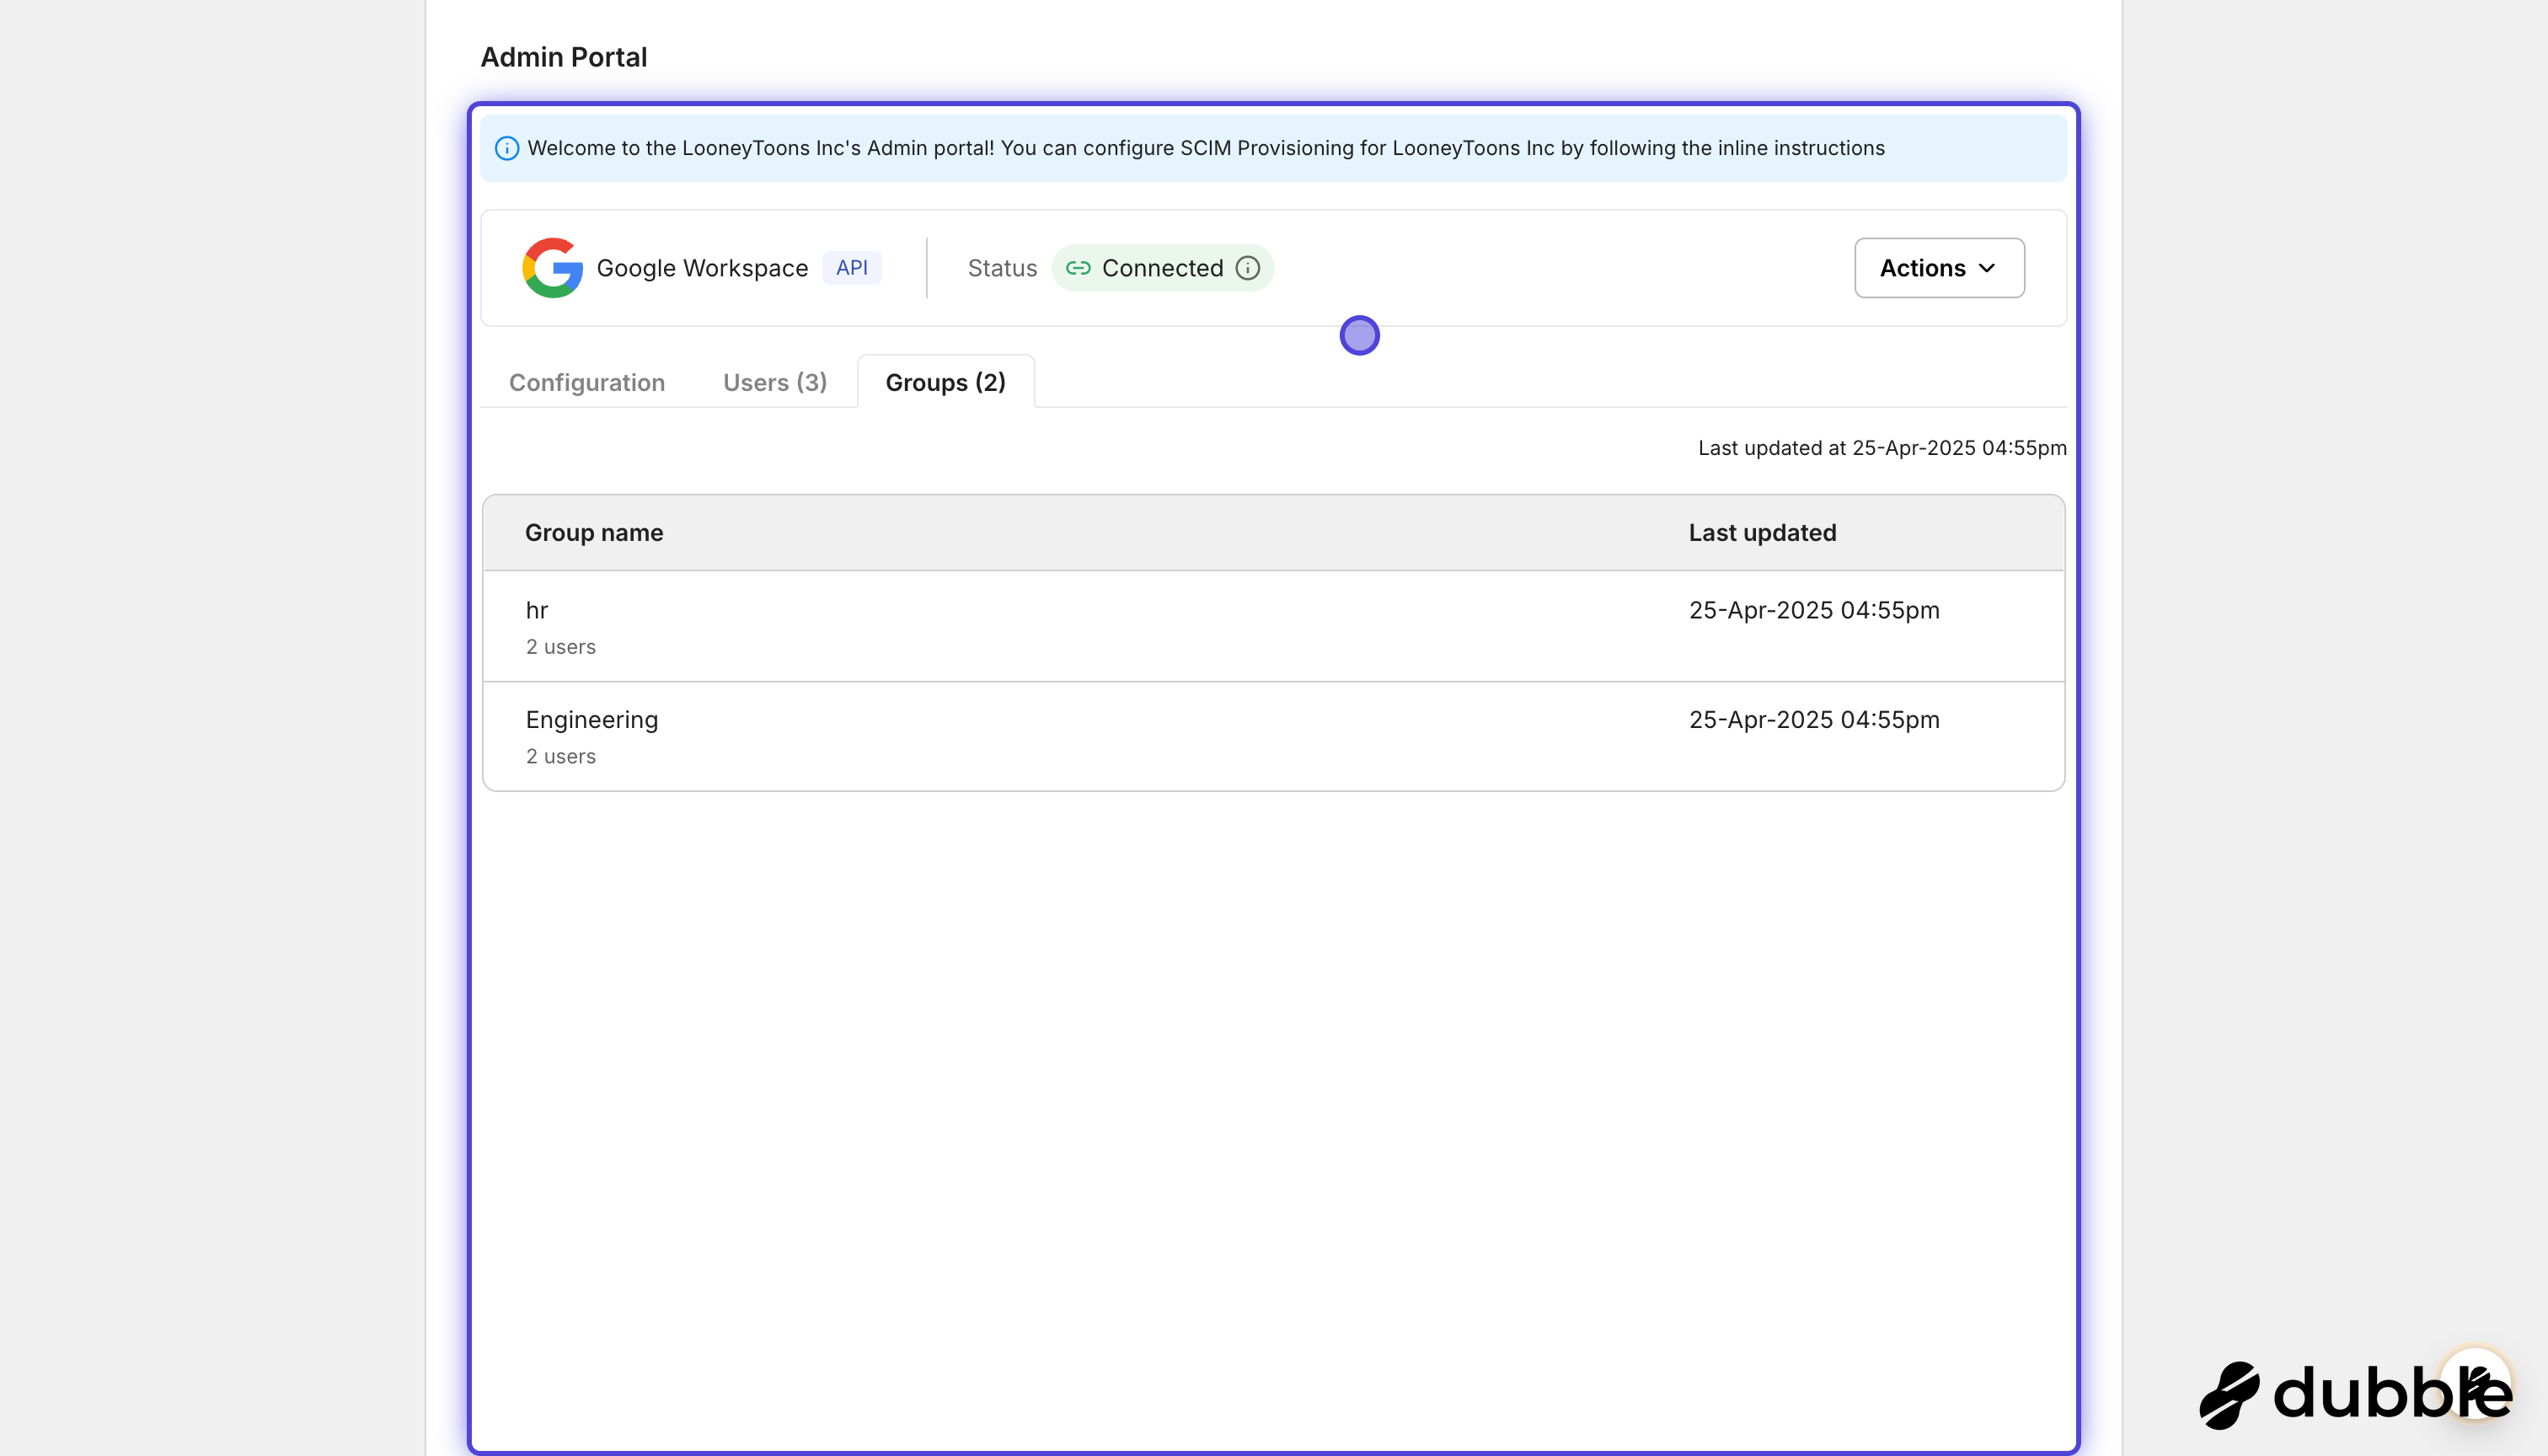 Admin Portal
Welcome to the LooneyToons Inc's Admin portal! You can configure SCIM Provisioning for LooneyToons Inc by following the inline instructions
Google Workspace API Status Connected Actions
Configuration Users (3) Groups (2)
Last updated at 25-Apr-2025 04:55pm
Group name Last updated
hr 25-Apr-2025 04:55pm
2 users
Engineering 25-Apr-2025 04:55pm
2 users
dubble